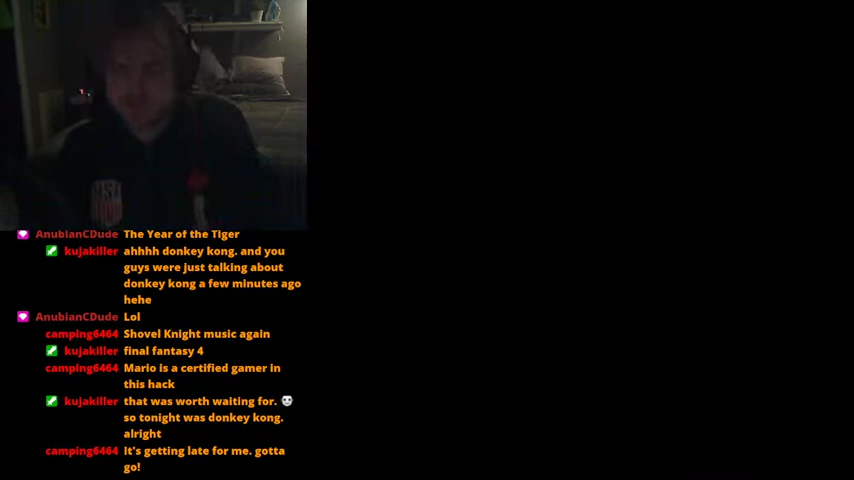 USA
AnubianCDude The Year of the Tiger
kujakiller ahhhh donkey kong. and you
guys were just talking about
donkey kong a few minutes ago
hehe
AnubianCDude Lol
camping6464 Shovel Knight music again
kujakiller final fantasy 4
camping6464 Mario is a certified gamer in
this hack
kujakiller that was worth waiting for.
so tonight was donkey kong.
alright
camping6464 It's getting late for me. gotta
go!